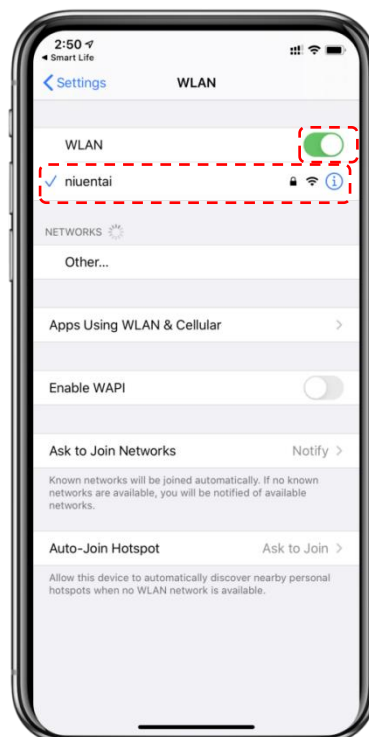 2:50
Smart Life
Settings WLAN
WLAN
niuentai
NETWORKS
Other...
Apps Using WLAN & Cellular
Enable WAPI
Ask to Join Networks Notify
Known networks will be joined automatically. If no known
networks are available, you will be notified of available
networks.
Auto-Join Hotspot Ask to Join
Allow this device to automatically discover nearby personal
hotspots when no WLAN network is available.